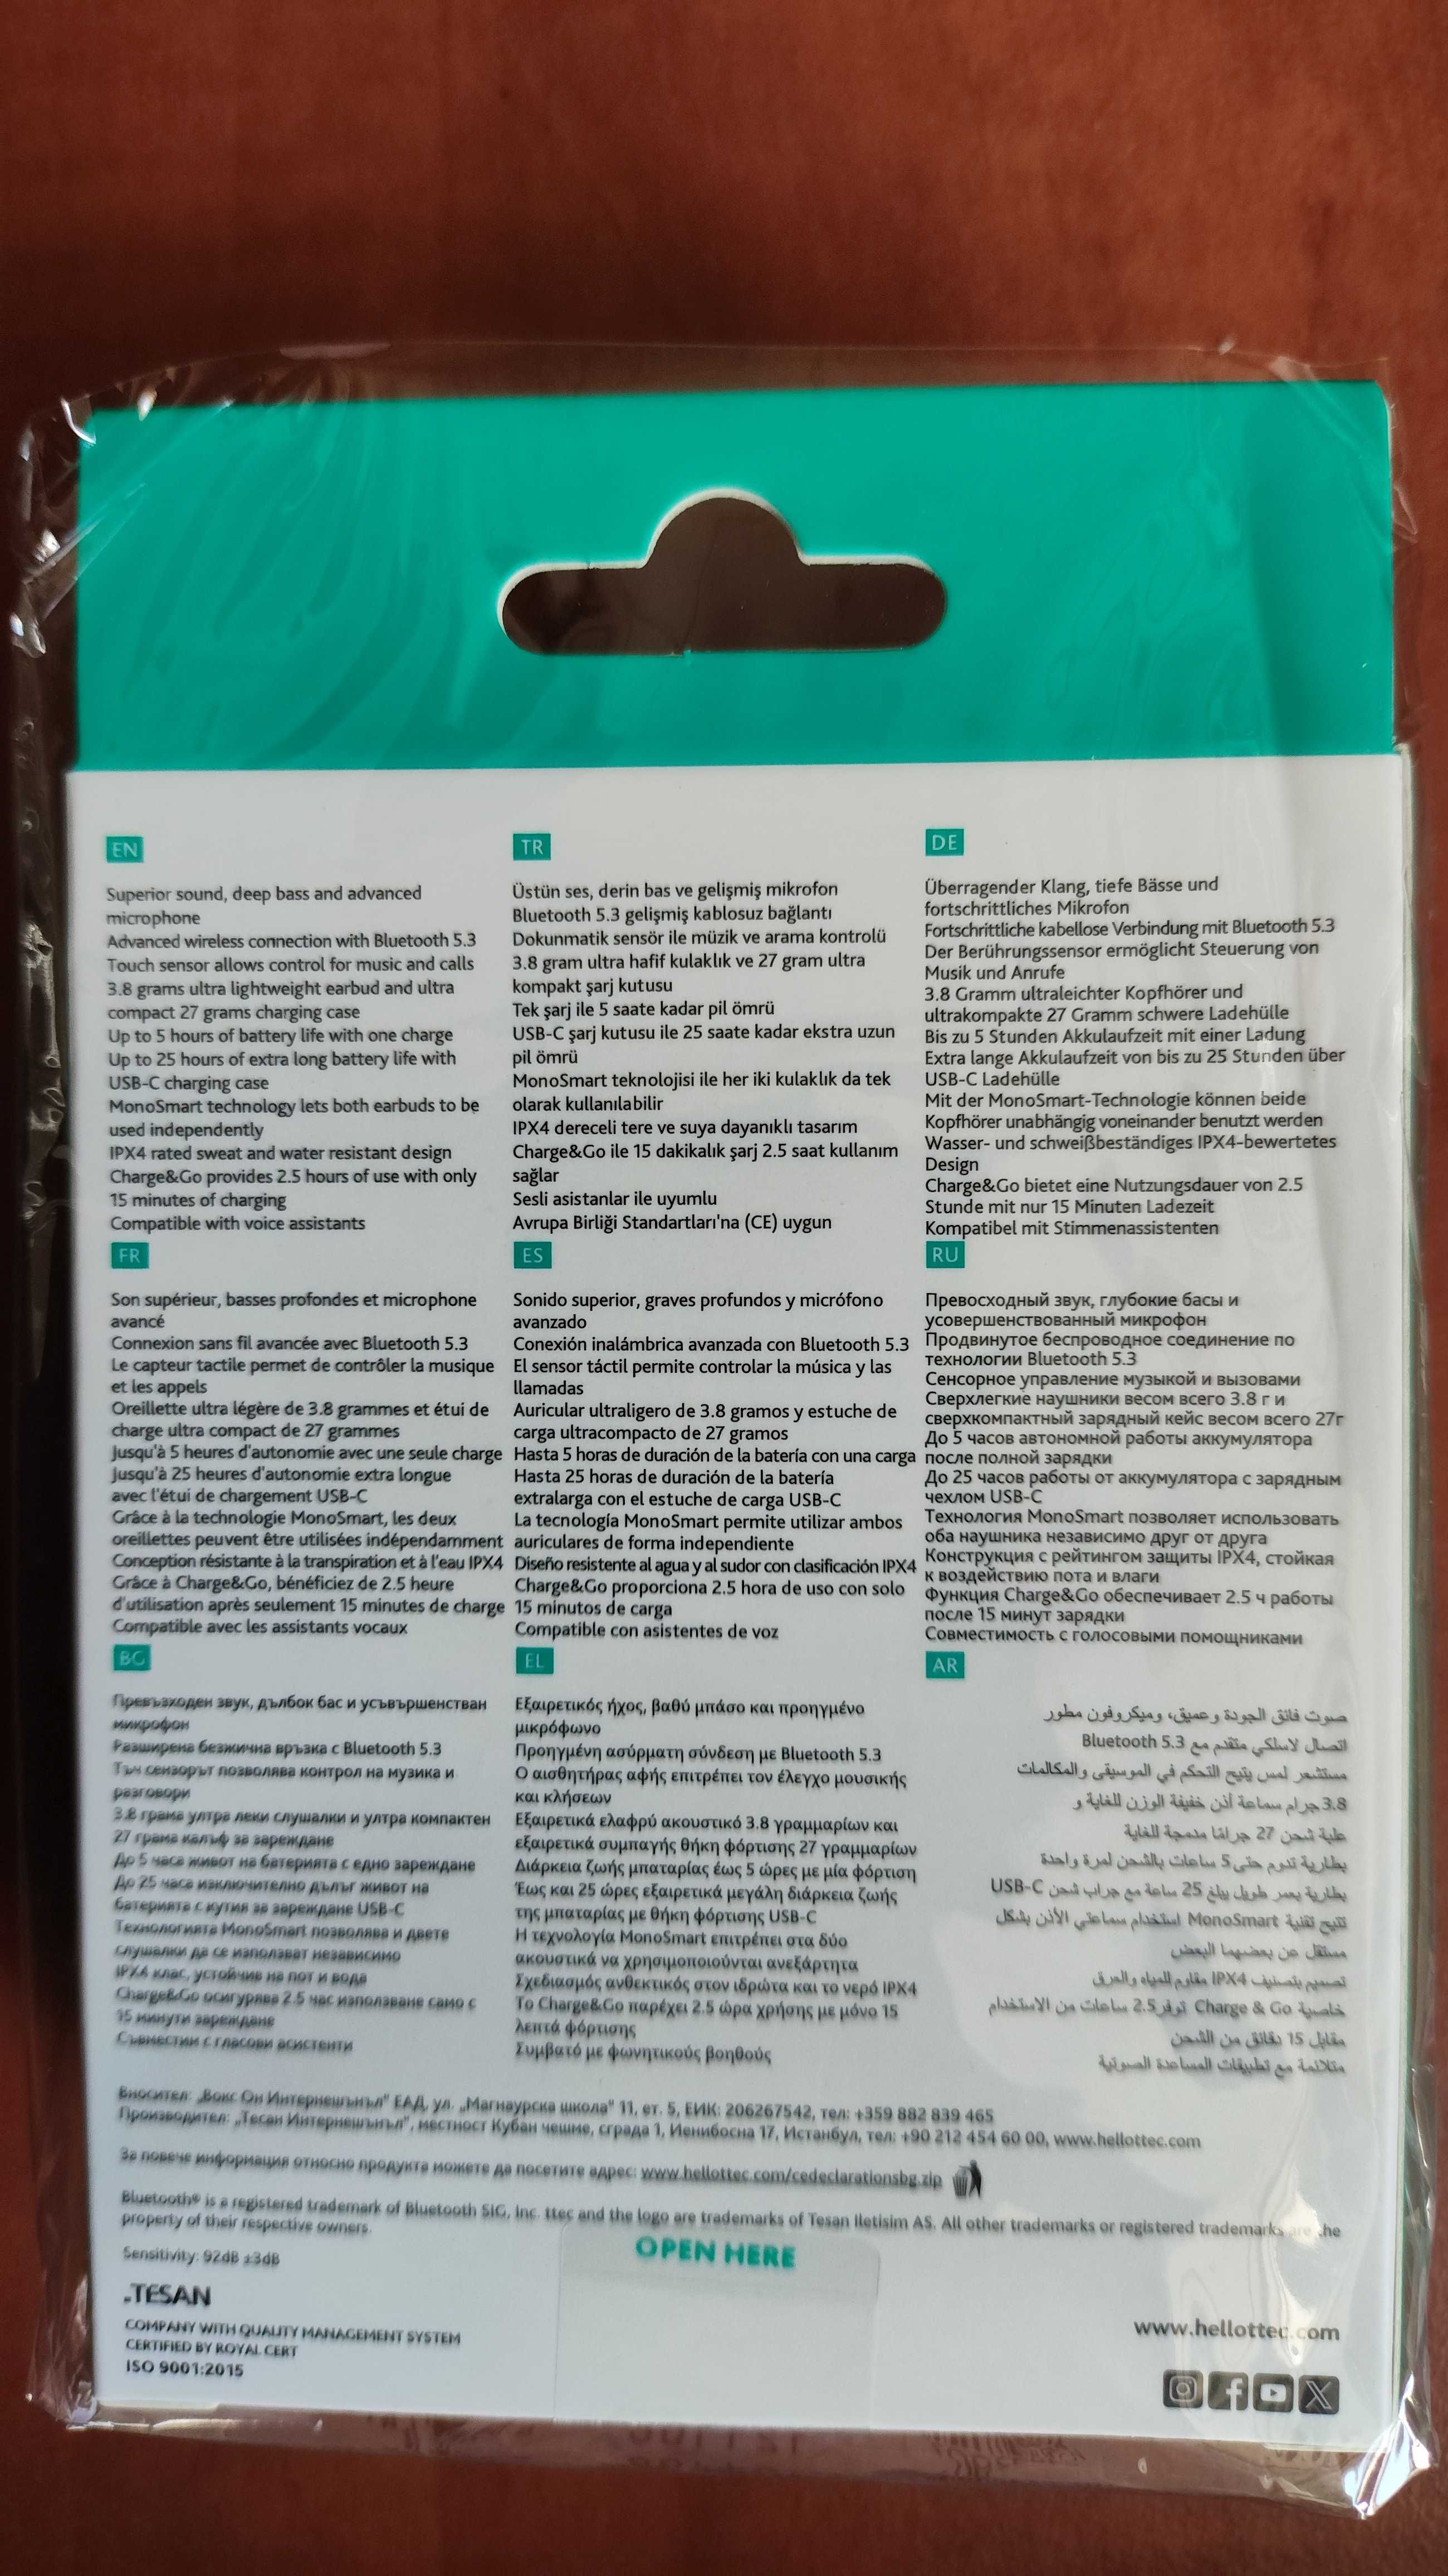 EN
Superior sound, deep bass and advanced
microphone
Advanced wireless connection with Bluetooth 5.3
Touch sensor allows control for music and calls
3.8 grams ultra lightweight earbud and ultra
compact 27 grams charging case
Up to 5 hours of battery life with one charge
Up to 25 hours of extra long battery life with
USB-C charging case
MonoSmart technology lets both earbuds to be
used independently
IPX4 rated sweat and water resistant design
Charge&Go provides 2.5 hours of use with only
15 minutes of charging
Compatible with voice assistants
TR
Üstün ses, derin bas ve gelişmiş mikrofon
Bluetooth 5.3 gelişmiş kablosuz bağlantı
Dokunmatik sensör ile müzik ve arama kontrolü
3.8 gram ultra hafif kulaklık ve 27 gram ultra
kompakt şarj kutusu
Tek şarj ile 5 saate kadar pil ömrü
USB-C şarj kutusu ile 25 saate kadar ekstra uzun
pil ömrü
MonoSmart teknolojisi ile her iki kulaklık da tek
olarak kullanılabilir
IPX4 dereceli tere ve suya dayanıklı tasarım
Charge&Go ile 15 dakikalık şarj 2.5 saat kullanım
sağlar
Sesli asistanlar ile uyumlu
Avrupa Birliği Standartları'na (CE) uygun
DE
Überragender Klang, tiefe Bässe und
fortschrittliches Mikrofon
Fortschrittliche kabellose Verbindung mit Bluetooth 5.3
Der Berührungssensor ermöglicht Steuerung von
Musik und Anrufe
3.8 Gramm ultraleichter Kopfhörer und
ultrakompakte 27 Gramm schwere Ladehülle
Bis zu 5 Stunden Akkulaufzeit mit einer Ladung
Extra lange Akkulaufzeit von bis zu 25 Stunden über
USB-C Ladehülle
Mit der MonoSmart-Technologie können beide
Kopfhörer unabhängig voneinander benutzt werden
Wasser- und schweißbeständiges IPX4-bewertetes
Design
Charge&Go bietet eine Nutzungsdauer von 2.5
Stunde mit nur 15 Minuten Ladezeit
Kompatibel mit Stimmenassistenten
FR
Son supérieur, basses profondes et microphone
avancé
Connexion sans fil avancée avec Bluetooth 5.3
Le capteur tactile permet de contrôler la musique
et les appels
Oreillette ultra légère de 3.8 grammes et étui de
charge ultra compact de 27 grammes
Jusqu'à 5 heures d'autonomie avec une seule charge
Jusqu'à 25 heures d'autonomie extra longue
avec l'étui de chargement USB-C
Grâce à la technologie MonoSmart, les deux
oreillettes peuvent être utilisées indépendamment
Conception résistante à la transpiration et à l'eau IPX4
Grâce à Charge&Go, bénéficiez de 2.5 heure
d'utilisation après seulement 15 minutes de charge
Compatible avec les assistants vocaux
ES
Sonido superior, graves profundos y micrófono
avanzado
Conexión inalámbrica avanzada con Bluetooth 5.3
El sensor táctil permite controlar la música y las
llamadas
Auricular ultraligero de 3.8 gramos y estuche de
carga ultracompacto de 27 gramos
Hasta 5 horas de duración de la batería con una carga
Hasta 25 horas de duración de la batería
extralarga con el estuche de carga USB-C
La tecnología MonoSmart permite utilizar ambos
auriculares de forma independiente
Diseño resistente al agua y al sudor con clasificación IPX4
Charge&Go proporciona 2.5 hora de uso con solo
15 minutos de carga
Compatible con asistentes de voz
RU
Превосходный звук, глубокие басы и
усовершенствованный микрофон
Продвинутое беспроводное соединение по
технологии Bluetooth 5.3
Сенсорное управление музыкой и вызовами
Сверхлегкие наушники весом всего 3.8 г и
сверхкомпактный зарядный кейс весом всего 27г
До 5 часов автономной работы аккумулятора
после полной зарядки
До 25 часов работы от аккумулятора с зарядным
чехлом USB-C
Технология MonoSmart позволяет использовать
оба наушника независимо друг от друга
Конструкция с рейтингом защиты IPX4, стойкая
к воздействию пота и влаги
Функция Charge&Go обеспечивает 2.5 ч работы
после 15 минут зарядки
Совместимость с голосовыми помощниками
BG
Превъзходен звук, дълбок бас и усъвършенстван
микрофон
Разширена безжична връзка с Bluetooth 5.3
Тъч сензорът позволява контрол на музика и
разговори
3.8 грама ултра леки слушалки и ултра компактен
27 грама калъф за зареждане
До 5 часа живот на батерията с едно зареждане
До 25 часа изключително дълъг живот на
батерията с кутия за зареждане USB-C
Технологията MonoSmart позволява и двете
слушалки да се използват независимо
IPX4 клас, устойчив на пот и вода
Charge&Go осигурява 2.5 час използване само с
15 минути зареждане
Съвместим с гласови асистенти
EL
Εξαιρετικός ήχος, βαθύ μπάσο και προηγμένο
μικρόφωνο
Προηγμένη ασύρματη σύνδεση με Bluetooth 5.3
Ο αισθητήρας αφής επιτρέπει τον έλεγχο μουσικής
και κλήσεων
Εξαιρετικά ελαφρύ ακουστικό 3.8 γραμμαρίων και
εξαιρετικά συμπαγής θήκη φόρτισης 27 γραμμαρίων
Διάρκεια ζωής μπαταρίας έως 5 ώρες με μία φόρτιση
Έως και 25 ώρες εξαιρετικά μεγάλη διάρκεια ζωής
της μπαταρίας με θήκη φόρτισης USB-C
Η τεχνολογία MonoSmart επιτρέπει στα δύο
ακουστικά να χρησιμοποιούνται ανεξάρτητα
Σχεδιασμός ανθεκτικός στον ιδρώτα και το νερό IPX4
Το Charge&Go παρέχει 2.5 ώρα χρήσης με μόνο 15
λεπτά φόρτισης
Συμβατό με φωνητικούς βοηθούς
AR
صوت فائق الجودة وعميق، وميكروفون مطور
اتصال لاسلكي متقدم مع Bluetooth 5.3
مستشعر لمس يتيح التحكم في الموسيقى والمكالمات
3.8 جرام سماعة أذن خفيفة الوزن للغاية و
علبة شحن 27 جرامًا مدمجة للغاية
بطارية تدوم حتى 5 ساعات بالشحن لمرة واحدة
بطارية بعمر طويل يبلغ 25 ساعة مع جراب شحن USB-C
تتيح تقنية MonoSmart استخدام سماعتي الأذن بشكل
مستقل عن بعضهما البعض
تصميم بتصنيف IPX4 مقاوم للمياه والعرق
خاصية Charge & Go توفر 2.5 ساعات من الاستخدام
مقابل 15 دقائق من الشحن
متلائمة مع تطبيقات المساعدة الصوتية
Вносител: „Вокс Он Интернешънъл" ЕАД, ул. „Магнаурска школа" 11, ет. 5, ЕИК: 206267542, тел: +359 882 839 465
Производител: „Тесан Интернешънъл", местност Кубан чешме, сграда 1, Йенибосна 17, Истанбул, тел: +90 212 454 60 00, www.hellottec.com
За повече информация относно продукта можете да посетите адрес: www.hellottec.com/cedeclarationsbg.zip
Bluetooth® is a registered trademark of Bluetooth SIG, Inc. ttec and the logo are trademarks of Tesan Iletisim AS. All other trademarks or registered trademarks are the
property of their respective owners.
Sensitivity: 92dB ±3dB
OPEN HERE
.TESAN
COMPANY WITH QUALITY MANAGEMENT SYSTEM
CERTIFIED BY ROYAL CERT
ISO 9001:2015
www.hellottec.com